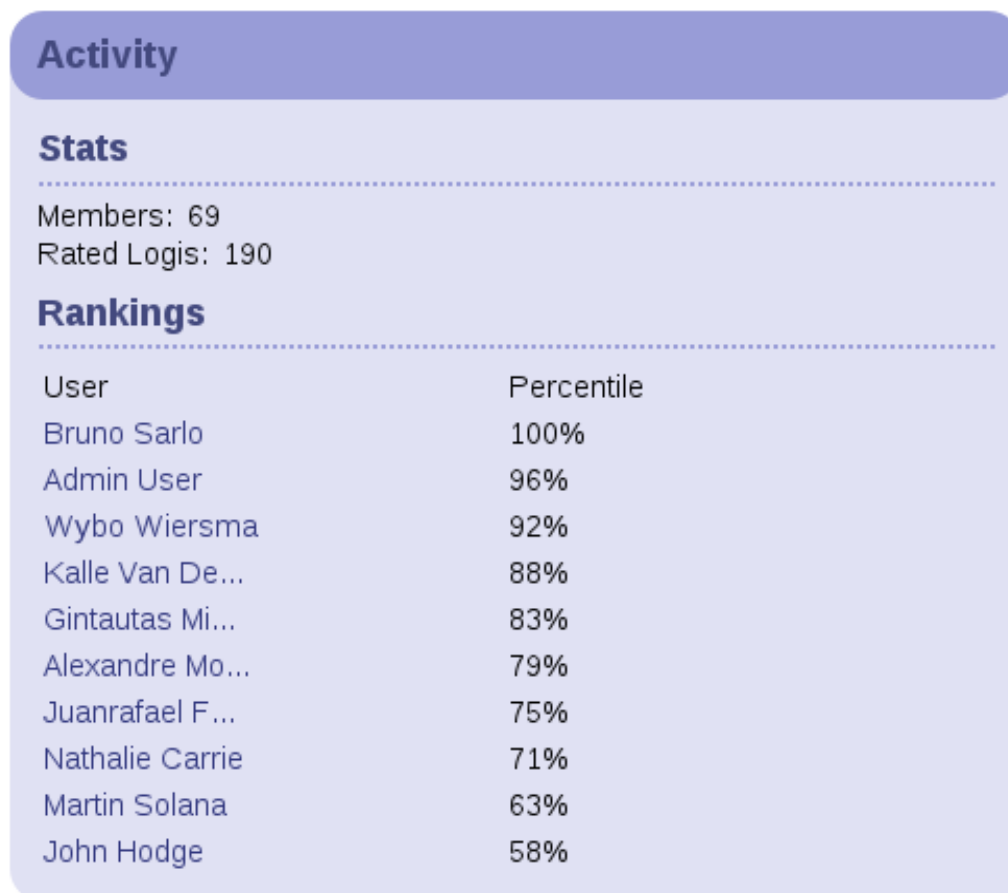 Activity
Stats
Members: 69
Rated Logis: 190
Rankings
User Percentile
Bruno Sarlo 100%
Admin User 96%
Wybo Wiersma 92%
Kalle Van De... 88%
Gintautas Mi... 83%
Alexandre Mo... 79%
Juanrafael F... 75%
Nathalie Carrie 71%
Martin Solana 63%
John Hodge 58%